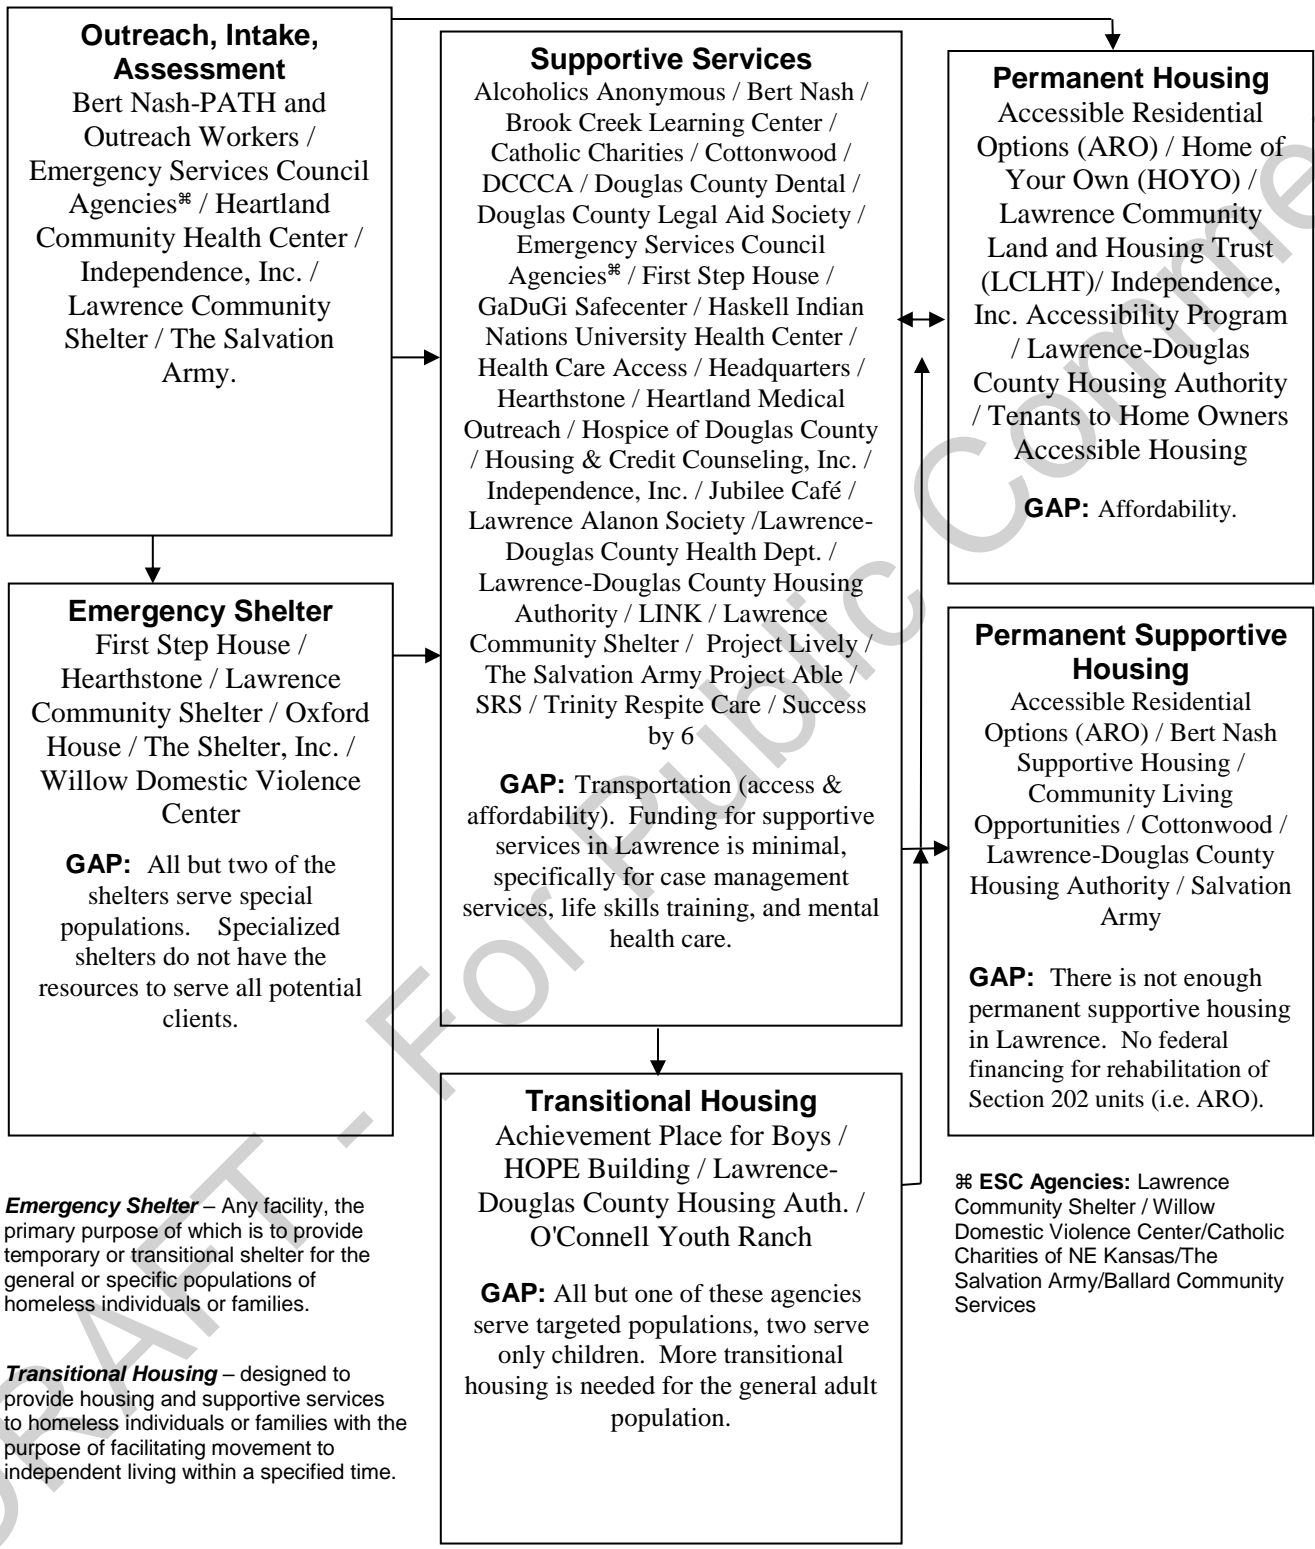 Outreach, Intake,
Assessment
Bert Nash-PATH and
Outreach Workers /
Emergency Services Council
Agencies⌘ / Heartland
Community Health Center /
Independence, Inc. /
Lawrence Community
Shelter / The Salvation
Army.
Emergency Shelter
First Step House /
Hearthstone / Lawrence
Community Shelter / Oxford
House / The Shelter, Inc. /
Willow Domestic Violence
Center
GAP: All but two of the
shelters serve special
populations. Specialized
shelters do not have the
resources to serve all potential
clients.
Emergency Shelter – Any facility, the
primary purpose of which is to provide
temporary or transitional shelter for the
general or specific populations of
homeless individuals or families.
Transitional Housing – designed to
provide housing and supportive services
to homeless individuals or families with the
purpose of facilitating movement to
independent living within a specified time.
Supportive Services
Alcoholics Anonymous / Bert Nash /
Brook Creek Learning Center /
Catholic Charities / Cottonwood /
DCCCA / Douglas County Dental /
Douglas County Legal Aid Society /
Emergency Services Council
Agencies⌘ / First Step House /
GaDuGi Safecenter / Haskell Indian
Nations University Health Center /
Health Care Access / Headquarters /
Hearthstone / Heartland Medical
Outreach / Hospice of Douglas County
/ Housing & Credit Counseling, Inc. /
Independence, Inc. / Jubilee Café /
Lawrence Alanon Society /Lawrence-
Douglas County Health Dept. /
Lawrence-Douglas County Housing
Authority / LINK / Lawrence
Community Shelter / Project Lively /
The Salvation Army Project Able /
SRS / Trinity Respite Care / Success
by 6
GAP: Transportation (access &
affordability). Funding for supportive
services in Lawrence is minimal,
specifically for case management
services, life skills training, and mental
health care.
Transitional Housing
Achievement Place for Boys /
HOPE Building / Lawrence-
Douglas County Housing Auth. /
O'Connell Youth Ranch
GAP: All but one of these agencies
serve targeted populations, two serve
only children. More transitional
housing is needed for the general adult
population.
Permanent Housing
Accessible Residential
Options (ARO) / Home of
Your Own (HOYO) /
Lawrence Community
Land and Housing Trust
(LCLHT)/ Independence,
Inc. Accessibility Program
/ Lawrence-Douglas
County Housing Authority
/ Tenants to Home Owners
Accessible Housing
GAP: Affordability.
Permanent Supportive
Housing
Accessible Residential
Options (ARO) / Bert Nash
Supportive Housing /
Community Living
Opportunities / Cottonwood /
Lawrence-Douglas County
Housing Authority / Salvation
Army
GAP: There is not enough
permanent supportive housing
in Lawrence. No federal
financing for rehabilitation of
Section 202 units (i.e. ARO).
⌘ ESC Agencies: Lawrence
Community Shelter / Willow
Domestic Violence Center/Catholic
Charities of NE Kansas/The
Salvation Army/Ballard Community
Services
DRAFT - For Public Comme